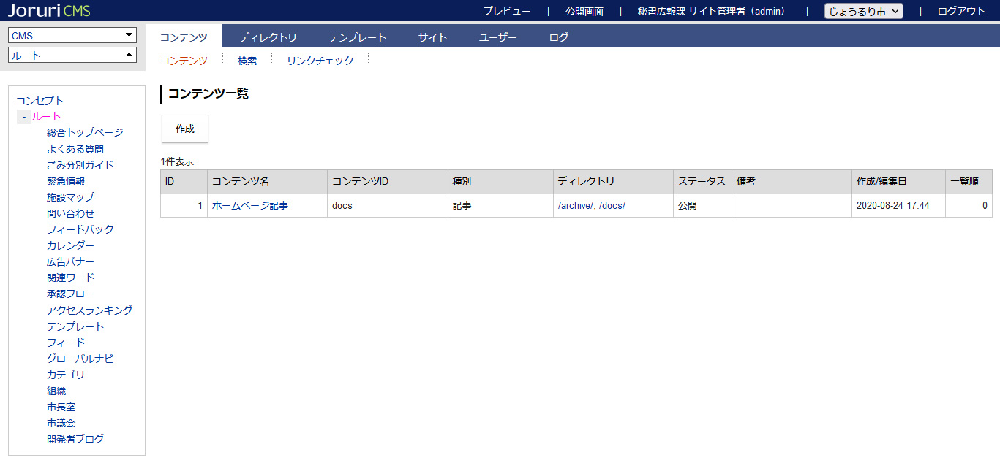 Joruri CMS プレビュー | 公開画面 | 秘書広報課 サイト管理者（admin） | じょうるり市 | ログアウト
CMS
ルート
コンテンツ ディレクトリ テンプレート サイト ユーザー ログ
コンテンツ 検索 リンクチェック
コンセプト
- ルート
総合トップページ
よくある質問
ごみ分別ガイド
緊急情報
施設マップ
問い合わせ
フィードバック
カレンダー
広告バナー
関連ワード
承認フロー
アクセスランキング
テンプレート
フィード
グローバルナビ
カテゴリ
組織
市長室
市議会
開発者ブログ
コンテンツ一覧
作成
1件表示
ID コンテンツ名 コンテンツID 種別 ディレクトリ ステータス 備考 作成/編集日 一覧順
1 ホームページ記事 docs 記事 /archive/, /docs/ 公開 2020-08-24 17:44 0